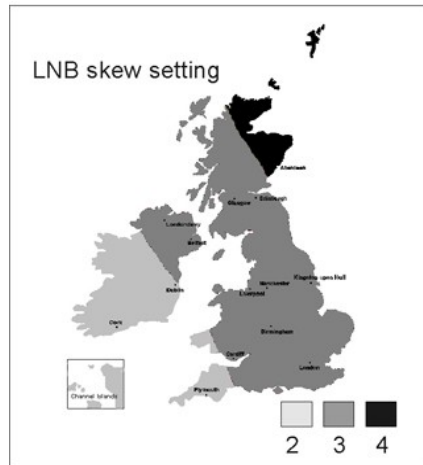 LNB skew setting
Aberdeen
Glasgow
Edinburgh
Londonderry
Belfast
Kingston upon Hull
Manchester
Liverpool
Dublin
Birmingham
Cork
Cardiff
London
Channel Islands
Plymouth
2 3 4